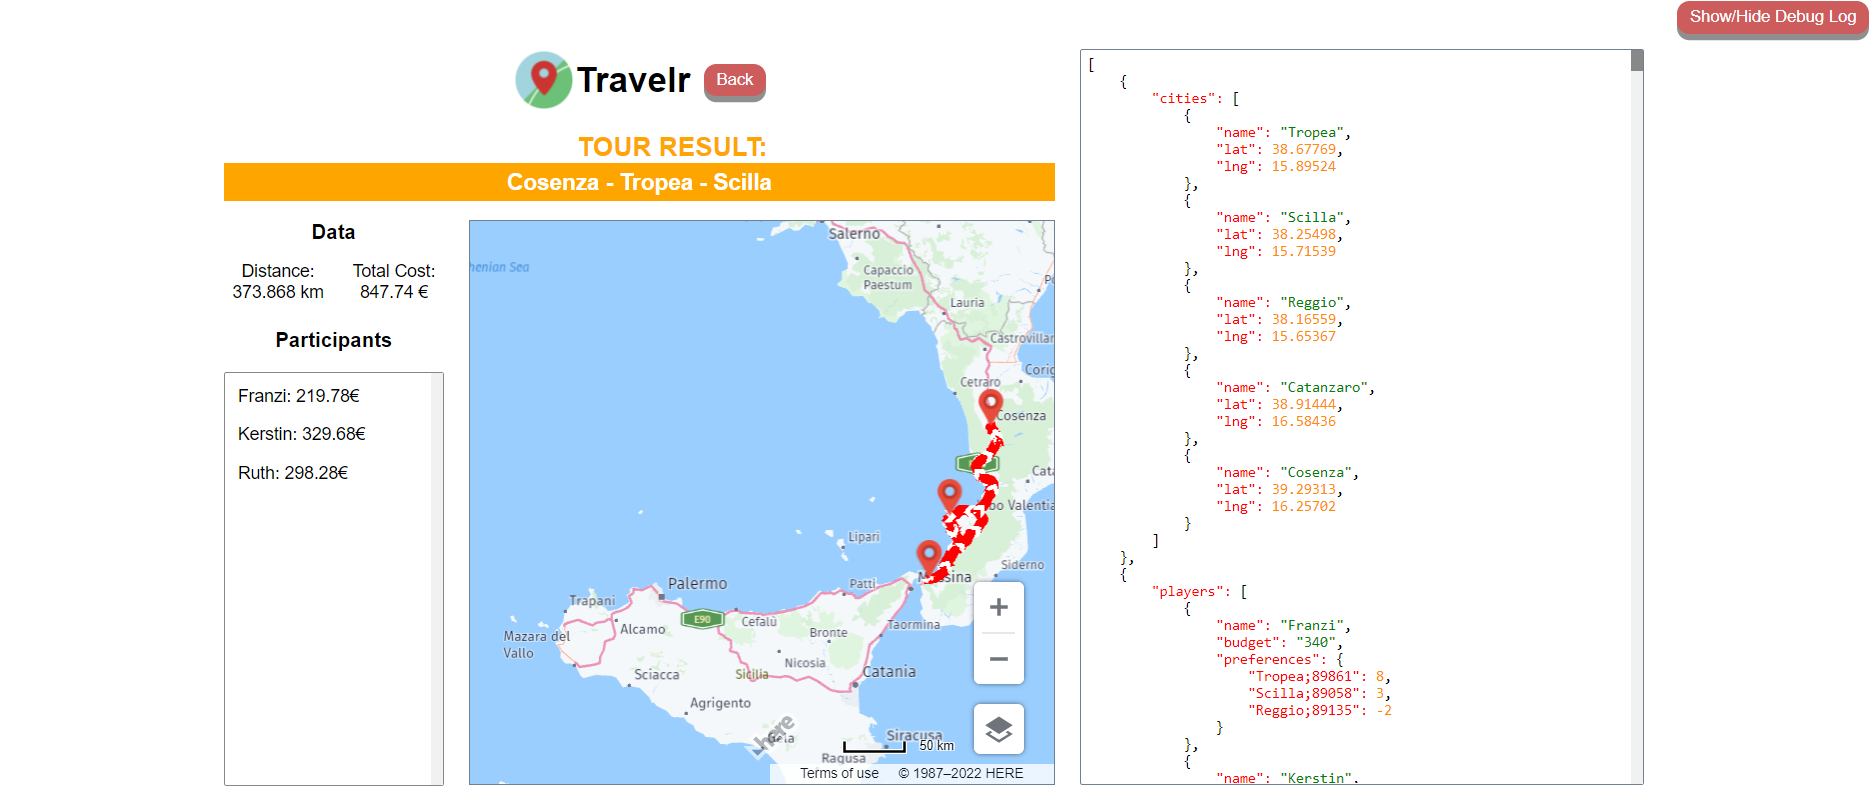 Show/Hide Debug Log
Travelr
Back
TOUR RESULT:
Cosenza - Tropea - Scilla
Data
Distance:
373.868 km
Total Cost:
847.74 €
Participants
Franzi: 219.78€
Kerstin: 329.68€
Ruth: 298.28€
Salerno
henian Sea
Capaccio
Paestum
Lauria
Castrovillar
Corig
Cetraro
Cosenza
Cata
bo Valentia
Lipari
Siderno
Patti
Palermo
Trapani
E90
Cefalù
Taormina
Alcamo
Bronte
Mazara del
Vallo
Nicosia
Sciacca
Sicilia
Catania
Agrigento
here
Gela
Siracusa
50 km
Ragusa
+
−
Terms of use
© 1987–2022 HERE
[
{
"cities": [
{
"name": "Tropea",
"lat": 38.67769,
"lng": 15.89524
},
{
"name": "Scilla",
"lat": 38.25498,
"lng": 15.71539
},
{
"name": "Reggio",
"lat": 38.16559,
"lng": 15.65367
},
{
"name": "Catanzaro",
"lat": 38.91444,
"lng": 16.58436
},
{
"name": "Cosenza",
"lat": 39.29313,
"lng": 16.25702
}
]
},
{
"players": [
{
"name": "Franzi",
"budget": "340",
"preferences": {
"Tropea;89861": 8,
"Scilla;89058": 3,
"Reggio;89135": -2
}
},
{
"name": "Kerstin",